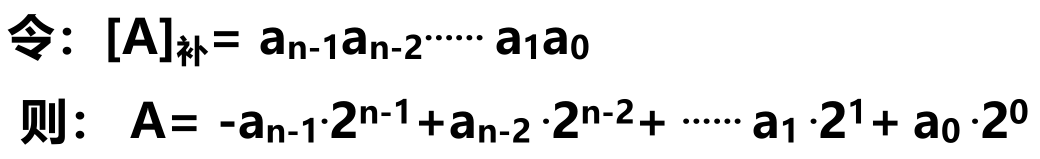 令：[A]补= aₙ₋₁aₙ₋₂······ a₁a₀
则： A= -aₙ₋₁·2ⁿ⁻¹+aₙ₋₂ ·2ⁿ⁻²+ ······ a₁ ·2¹+ a₀ ·2⁰